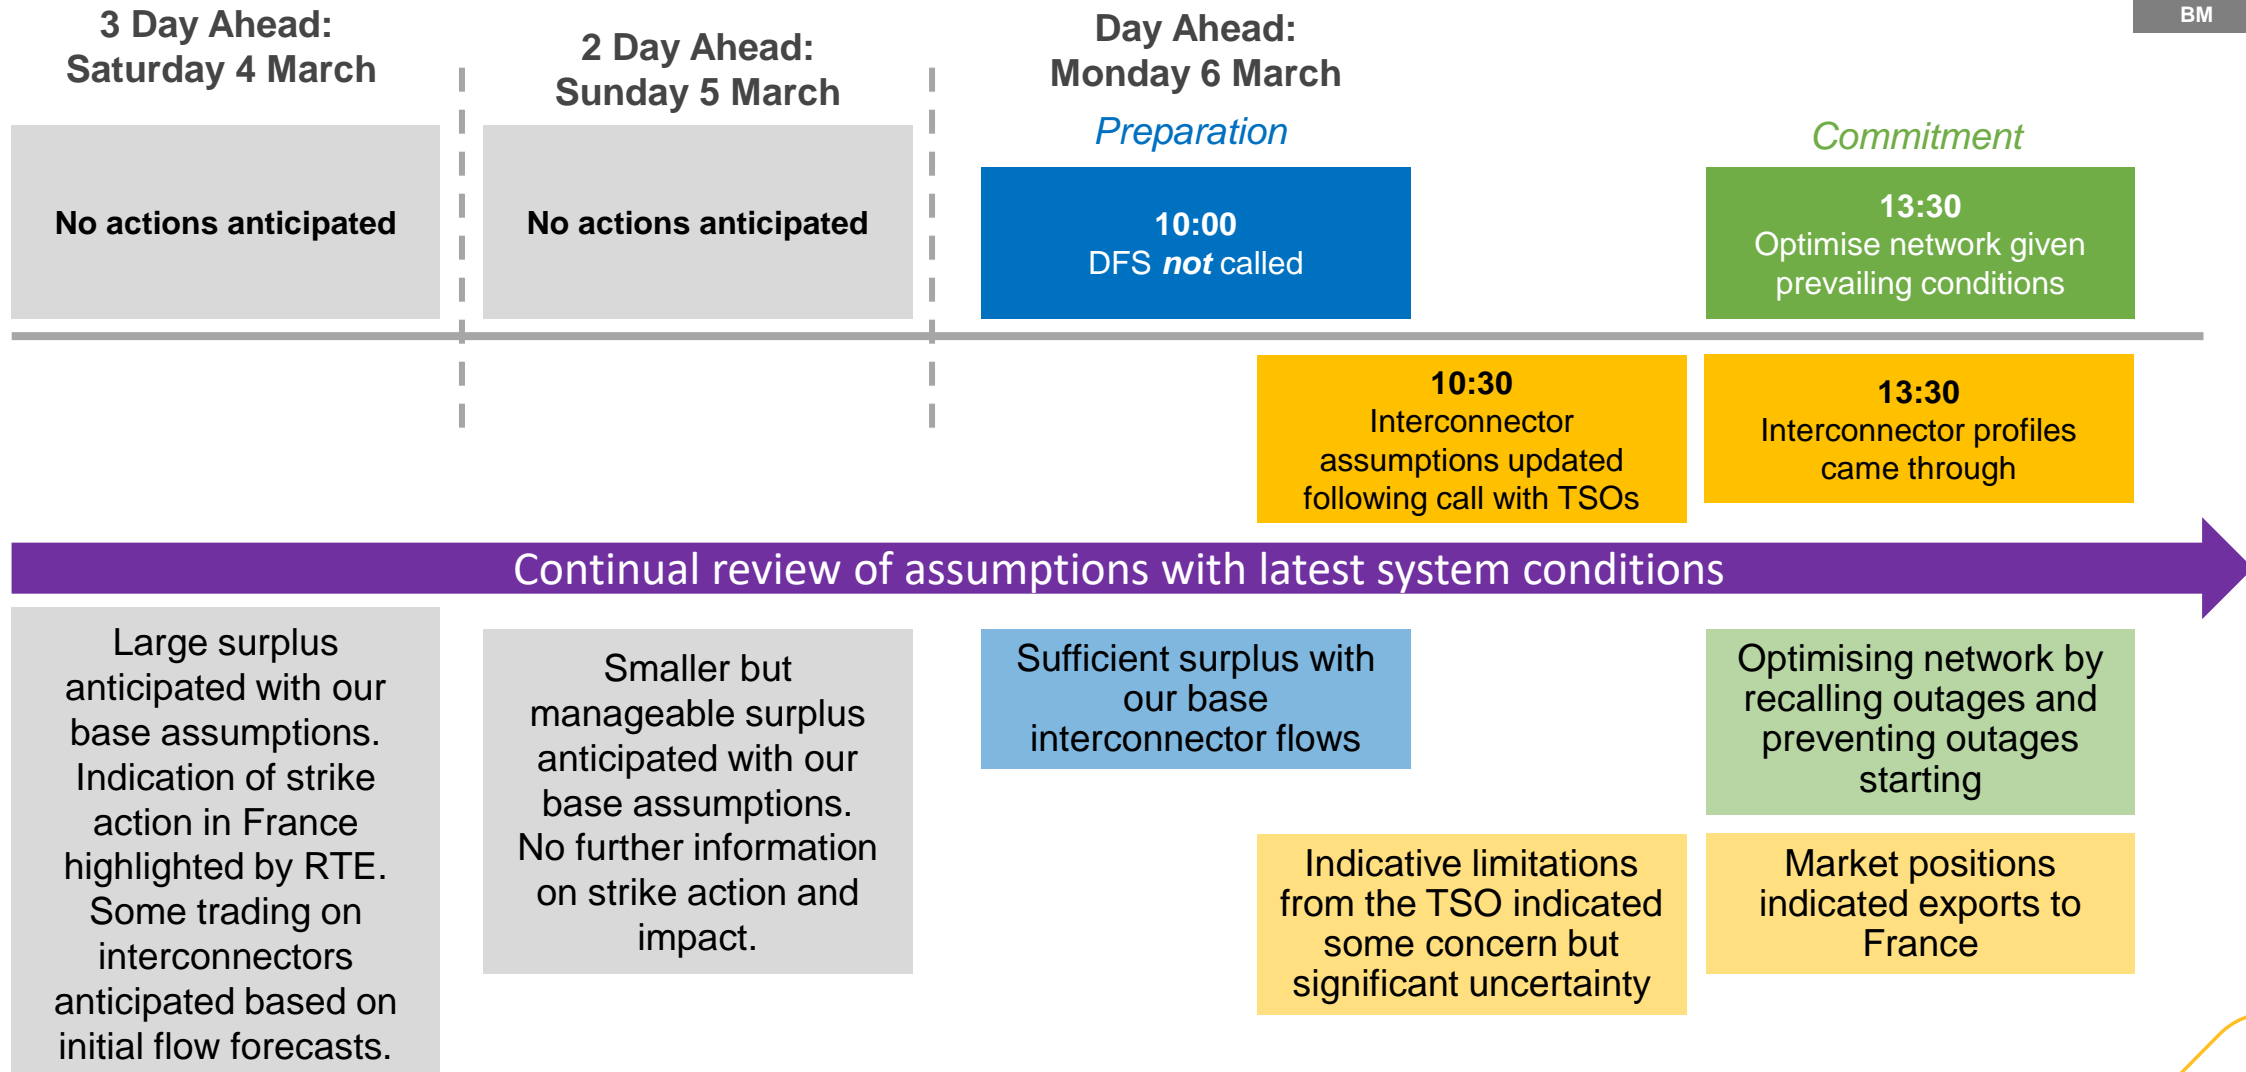 BM
3 Day Ahead:
Saturday 4 March
2 Day Ahead:
Sunday 5 March
Day Ahead:
Monday 6 March
Preparation
Commitment
No actions anticipated
No actions anticipated
10:00
DFS not called
13:30
Optimise network given
prevailing conditions
10:30
Interconnector
assumptions updated
following call with TSOs
13:30
Interconnector profiles
came through
Continual review of assumptions with latest system conditions
Large surplus
anticipated with our
base assumptions.
Indication of strike
action in France
highlighted by RTE.
Some trading on
interconnectors
anticipated based on
initial flow forecasts.
Smaller but
manageable surplus
anticipated with our
base assumptions.
No further information
on strike action and
impact.
Sufficient surplus with
our base
interconnector flows
Optimising network by
recalling outages and
preventing outages
starting
Indicative limitations
from the TSO indicated
some concern but
significant uncertainty
Market positions
indicated exports to
France